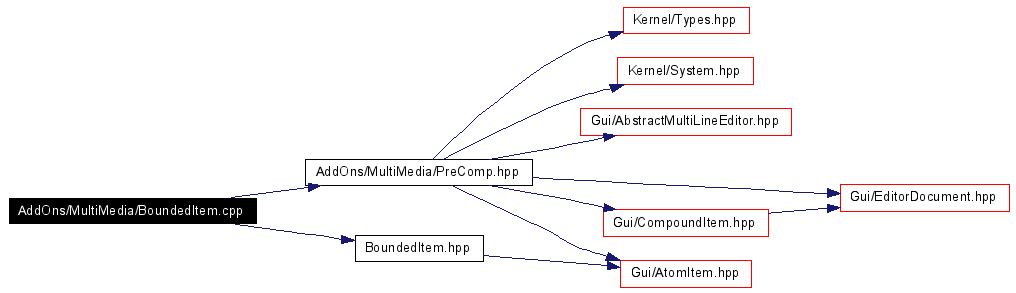 Kernel/Types.hpp
Kernel/System.hpp
Gui/AbstractMultiLineEditor.hpp
AddOns/MultiMedia/PreComp.hpp
Gui/EditorDocument.hpp
AddOns/MultiMedia/BoundedItem.cpp
Gui/CompoundItem.hpp
BoundedItem.hpp
Gui/AtomItem.hpp